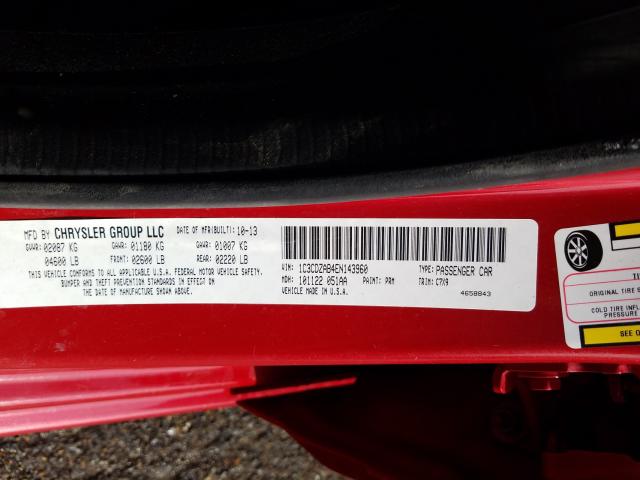 MFD BY CHRYSLER GROUP LLC DATE OF MFR(BUILT): 10-13
GVWR: 02087 KG GAWR: 01180 KG GAWR: 01007 KG
04600 LB FRONT: 02600 LB REAR: 02220 LB
THIS VEHICLE CONFORMS TO ALL APPLICABLE U.S.A. FEDERAL MOTOR VEHICLE SAFETY,
BUMPER AND THEFT PREVENTION STANDARDS IN EFFECT ON
THE DATE OF MANUFACTURE SHOWN ABOVE.
VIN: 1C3CDZAB4EN143960 TYPE: PASSENGER CAR
MDH: 101122 051AA PAINT: PRM TRIM: C7X9
VEHICLE MADE IN U.S.A. 4658843
ORIGINAL TIRE
COLD TIRE
SEE